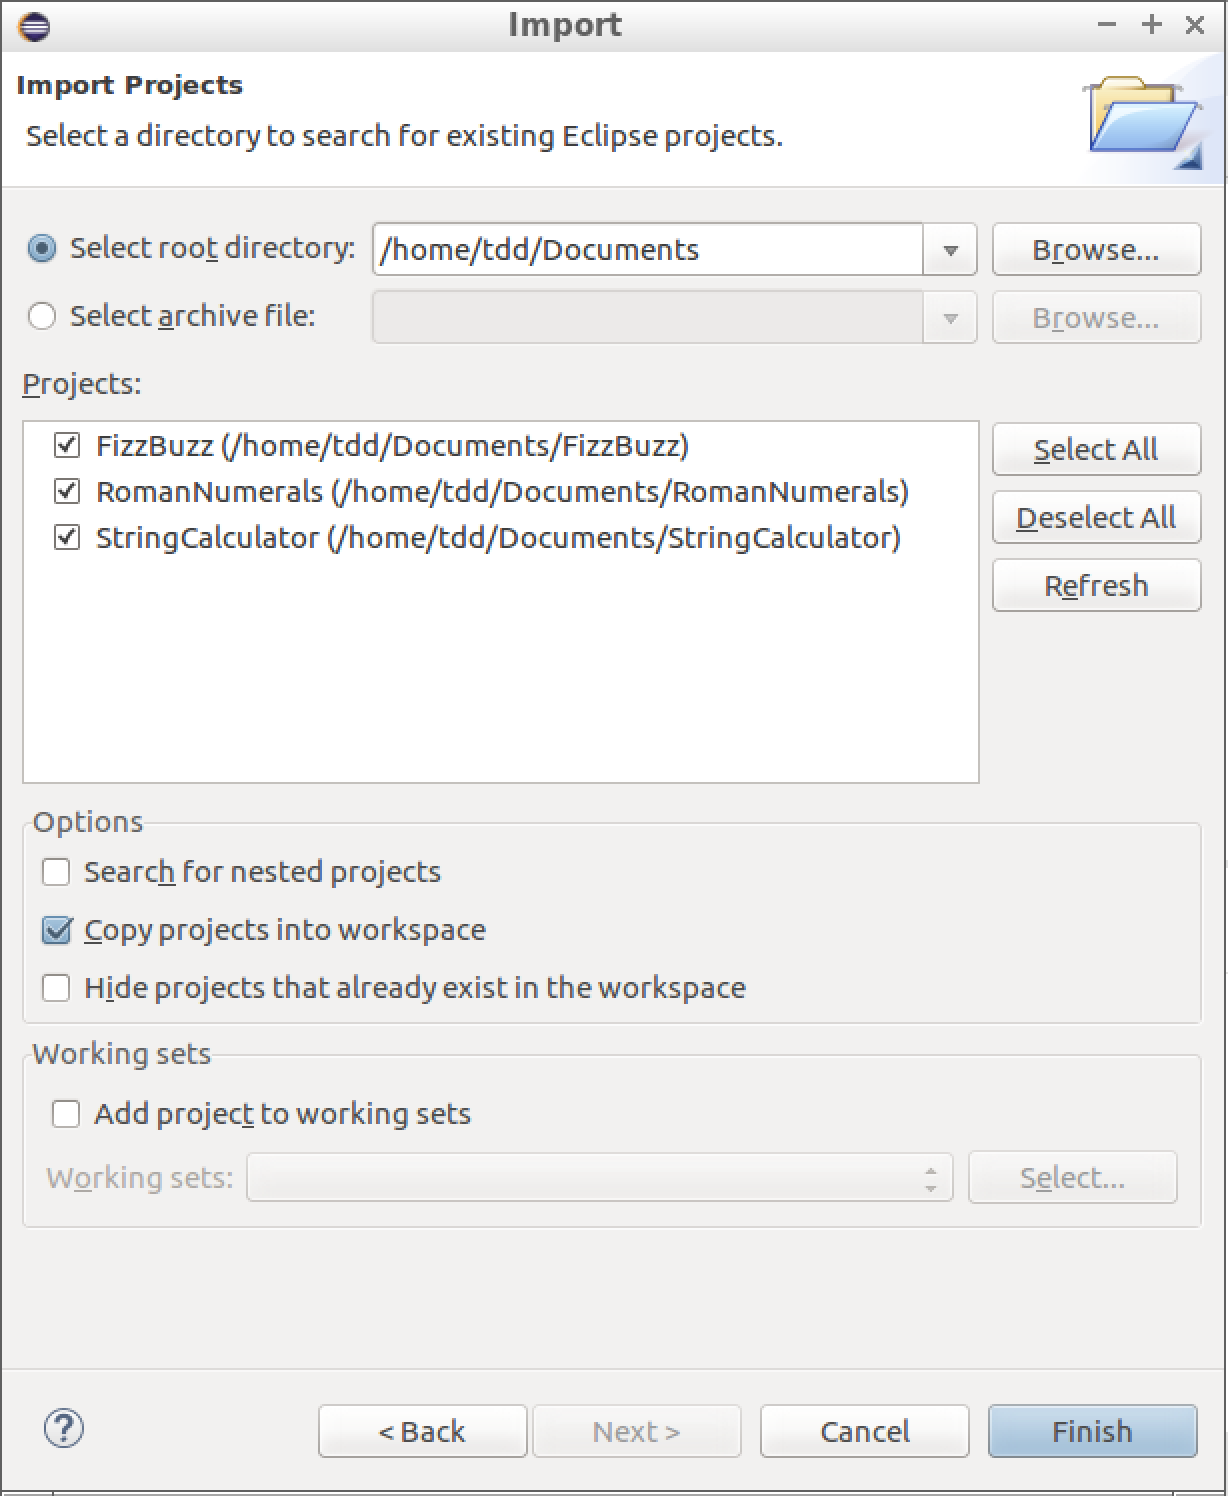 Import
Import Projects
Select a directory to search for existing Eclipse projects.
Select root directory: /home/tdd/Documents Browse...
Select archive file: Browse...
Projects:
FizzBuzz (/home/tdd/Documents/FizzBuzz)
RomanNumerals (/home/tdd/Documents/RomanNumerals)
StringCalculator (/home/tdd/Documents/StringCalculator)
Select All
Deselect All
Refresh
Options
Search for nested projects
Copy projects into workspace
Hide projects that already exist in the workspace
Working sets
Add project to working sets
Working sets: Select...
? < Back Next > Cancel Finish